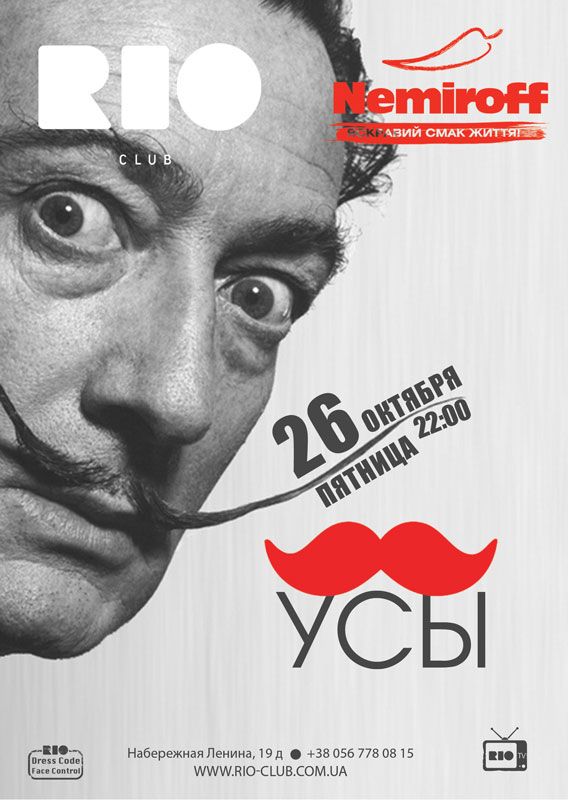 RIO
CLUB
Nemiroff
ЯСКРАВИЙ СМАК ЖИТТЯ!
26 ОКТЯБРЯ
ПЯТНИЦА 22:00
УСЫ
RIO
Dress Code
Face Control
Набережная Ленина, 19 д ● +38 056 778 08 15
WWW.RIO-CLUB.COM.UA
RIO TV